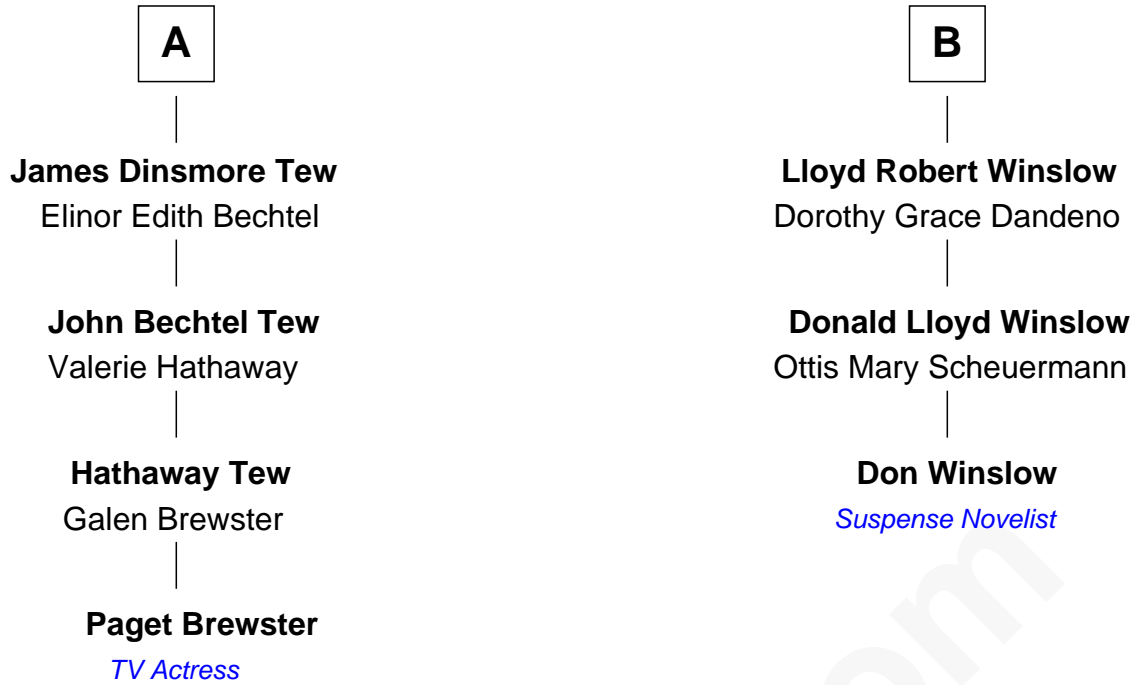 A
James Dinsmore Tew
Elinor Edith Bechtel
John Bechtel Tew
Valerie Hathaway
Hathaway Tew
Galen Brewster
Paget Brewster
TV Actress
B
Lloyd Robert Winslow
Dorothy Grace Dandeno
Donald Lloyd Winslow
Ottis Mary Scheuermann
Don Winslow
Suspense Novelist
om